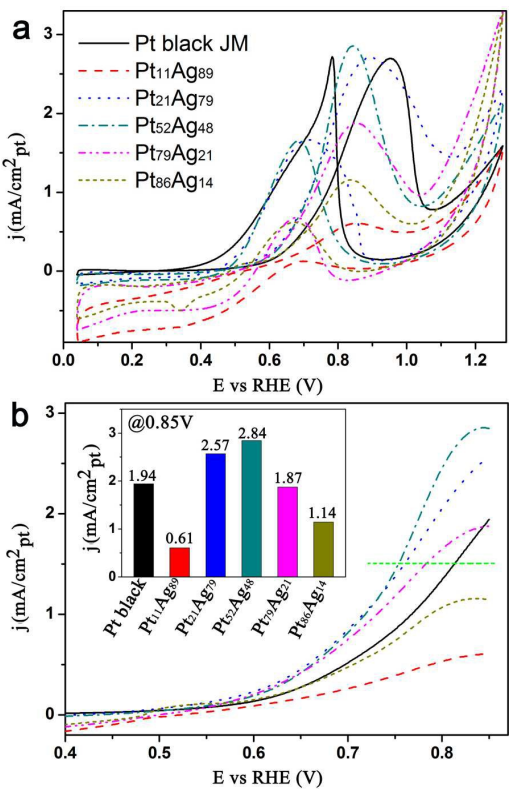 a
Pt black JM
Pt11Ag89
Pt21Ag79
Pt52Ag48
Pt79Ag21
Pt86Ag14
j(mA/cm²pt)
3
2
1
0
0.0 0.2 0.4 0.6 0.8 1.0 1.2
E vs RHE (V)
b
3
2
1
0
j(mA/cm²pt)
@0.85V
j(mA/cm²pt)
3
2
1
0
1.94
0.61
2.57
2.84
1.87
1.14
Pt black
Pt11Ag89
Pt21Ag79
Pt52Ag48
Pt79Ag21
Pt86Ag14
0.4 0.5 0.6 0.7 0.8
E vs RHE (V)